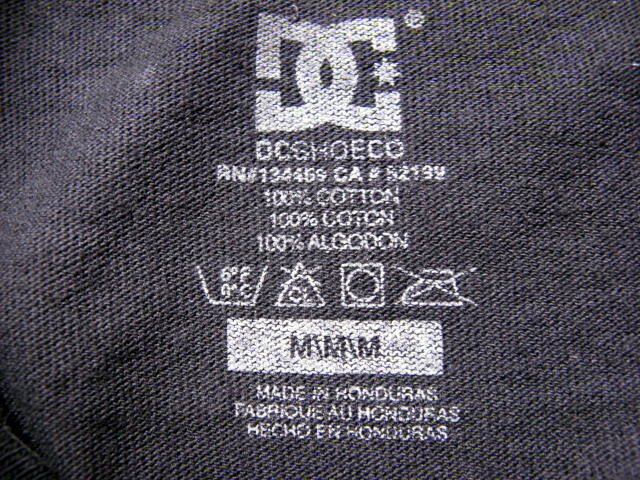 DC ®
DCSHOECO
RN#134469 CA # 52199
100% COTTON
100% COTON
100% ALGODON
CL
M\M\M
MADE IN HONDURAS
FABRIQUE AU HONDURAS
HECHO EN HONDURAS